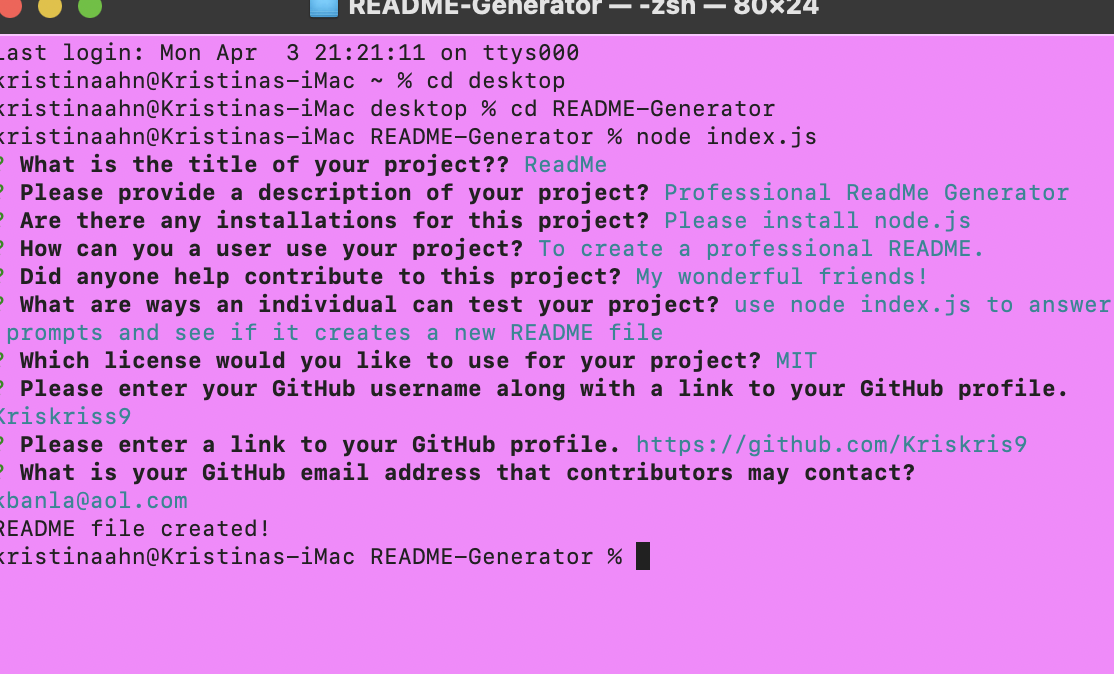 README-Generator — -zsh — 80×24
Last login: Mon Apr  3 21:21:11 on ttys000
kristinaahn@Kristinas-iMac ~ % cd desktop
kristinaahn@Kristinas-iMac desktop % cd README-Generator
kristinaahn@Kristinas-iMac README-Generator % node index.js
? What is the title of your project?? ReadMe
? Please provide a description of your project? Professional ReadMe Generator
? Are there any installations for this project? Please install node.js
? How can you a user use your project? To create a professional README.
? Did anyone help contribute to this project? My wonderful friends!
? What are ways an individual can test your project? use node index.js to answer
prompts and see if it creates a new README file
? Which license would you like to use for your project? MIT
? Please enter your GitHub username along with a link to your GitHub profile.
Kriskriss9
? Please enter a link to your GitHub profile. https://github.com/Kriskris9
? What is your GitHub email address that contributors may contact?
kbanla@aol.com
README file created!
kristinaahn@Kristinas-iMac README-Generator %